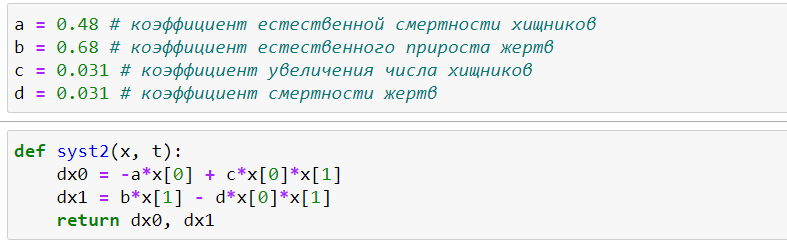 a = 0.48 # коэффициент естественной смертности хищников
b = 0.68 # коэффициент естественного прироста жертв
c = 0.031 # коэффициент увеличения числа хищников
d = 0.031 # коэффициент смертности жертв
def syst2(x, t):
    dx0 = -a*x[0] + c*x[0]*x[1]
    dx1 = b*x[1] - d*x[0]*x[1]
    return dx0, dx1